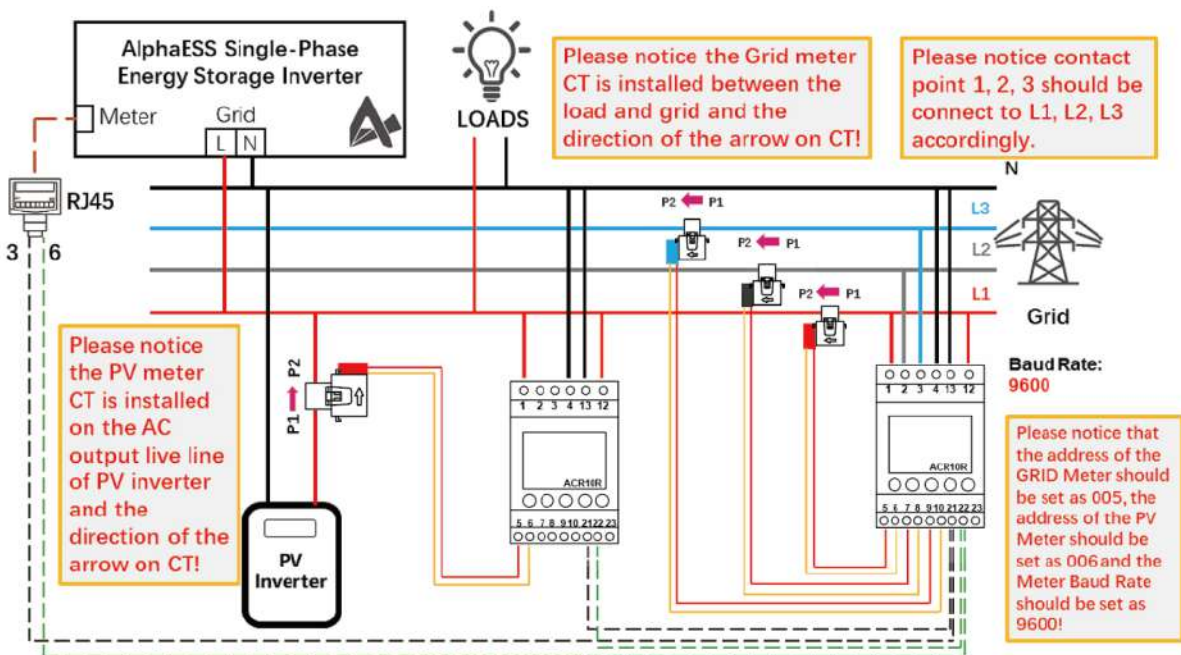 AlphaESS Single-Phase
Energy Storage Inverter
Meter
Grid
L N
LOADS
Please notice the Grid meter
CT is installed between the
load and grid and the
direction of the arrow on CT!
Please notice contact
point 1, 2, 3 should be
connect to L1, L2, L3
accordingly.
N
RJ45
3 6
P2 P1
L3
P2 P1
L2
P2 P1
L1
Grid
Please notice
the PV meter
CT is installed
on the AC
output live line
of PV inverter
and the
direction of the
arrow on CT!
P1 P2
1 2 3 4 13 12
ACR10R
5 6 7 8 9 10 21 22 23
1 2 3 4 13 12
ACR10R
5 6 7 8 9 10 21 22 23
Baud Rate:
9600
Please notice that
the address of the
GRID Meter should
be set as 005, the
address of the PV
Meter should be
set as 006 and the
Meter Baud Rate
should be set as
9600!
PV
Inverter